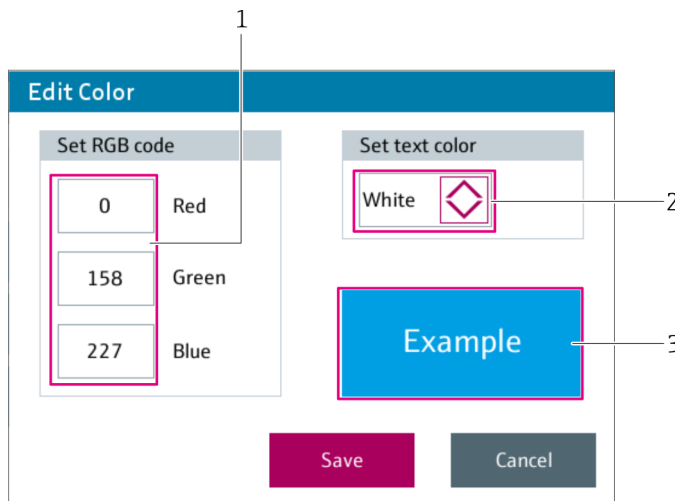 1
Edit Color
Set RGB code
Set text color
0 Red
White
2
158 Green
227 Blue
Example
3
Save
Cancel